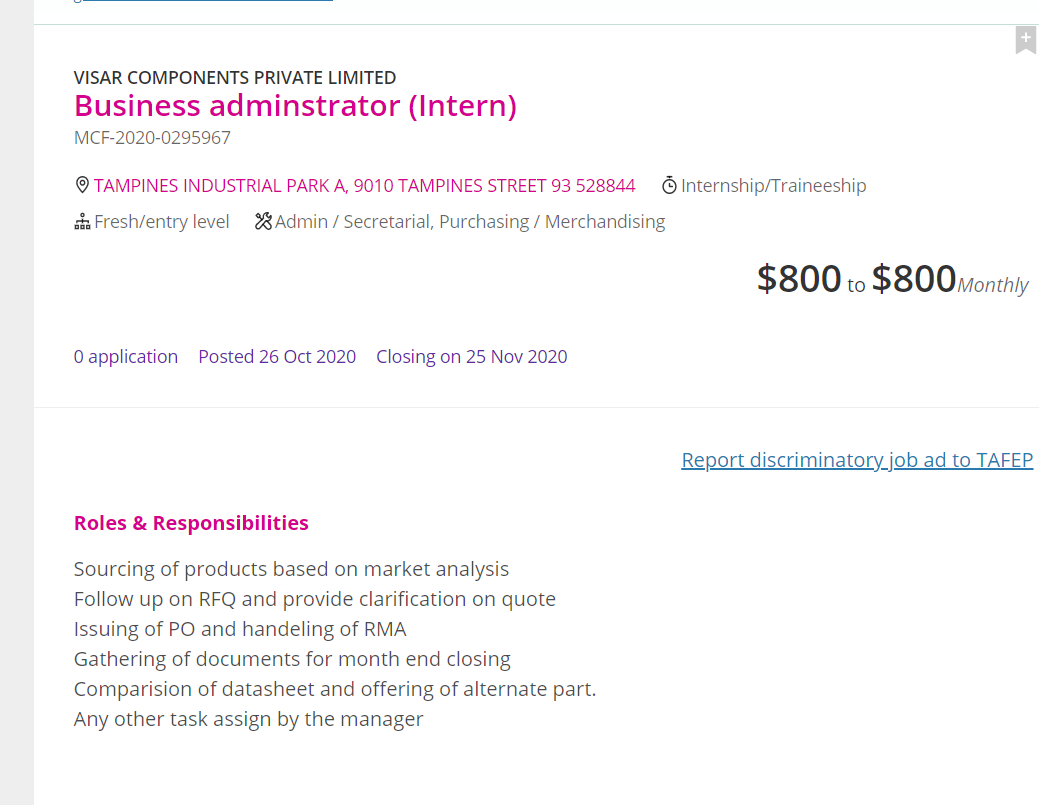 VISAR COMPONENTS PRIVATE LIMITED
Business adminstrator (Intern)
MCF-2020-0295967
TAMPINES INDUSTRIAL PARK A, 9010 TAMPINES STREET 93 528844 Internship/Traineeship
Fresh/entry level Admin / Secretarial, Purchasing / Merchandising
$800 to $800 Monthly
0 application Posted 26 Oct 2020 Closing on 25 Nov 2020
Report discriminatory job ad to TAFEP
Roles & Responsibilities
Sourcing of products based on market analysis
Follow up on RFQ and provide clarification on quote
Issuing of PO and handeling of RMA
Gathering of documents for month end closing
Comparision of datasheet and offering of alternate part.
Any other task assign by the manager